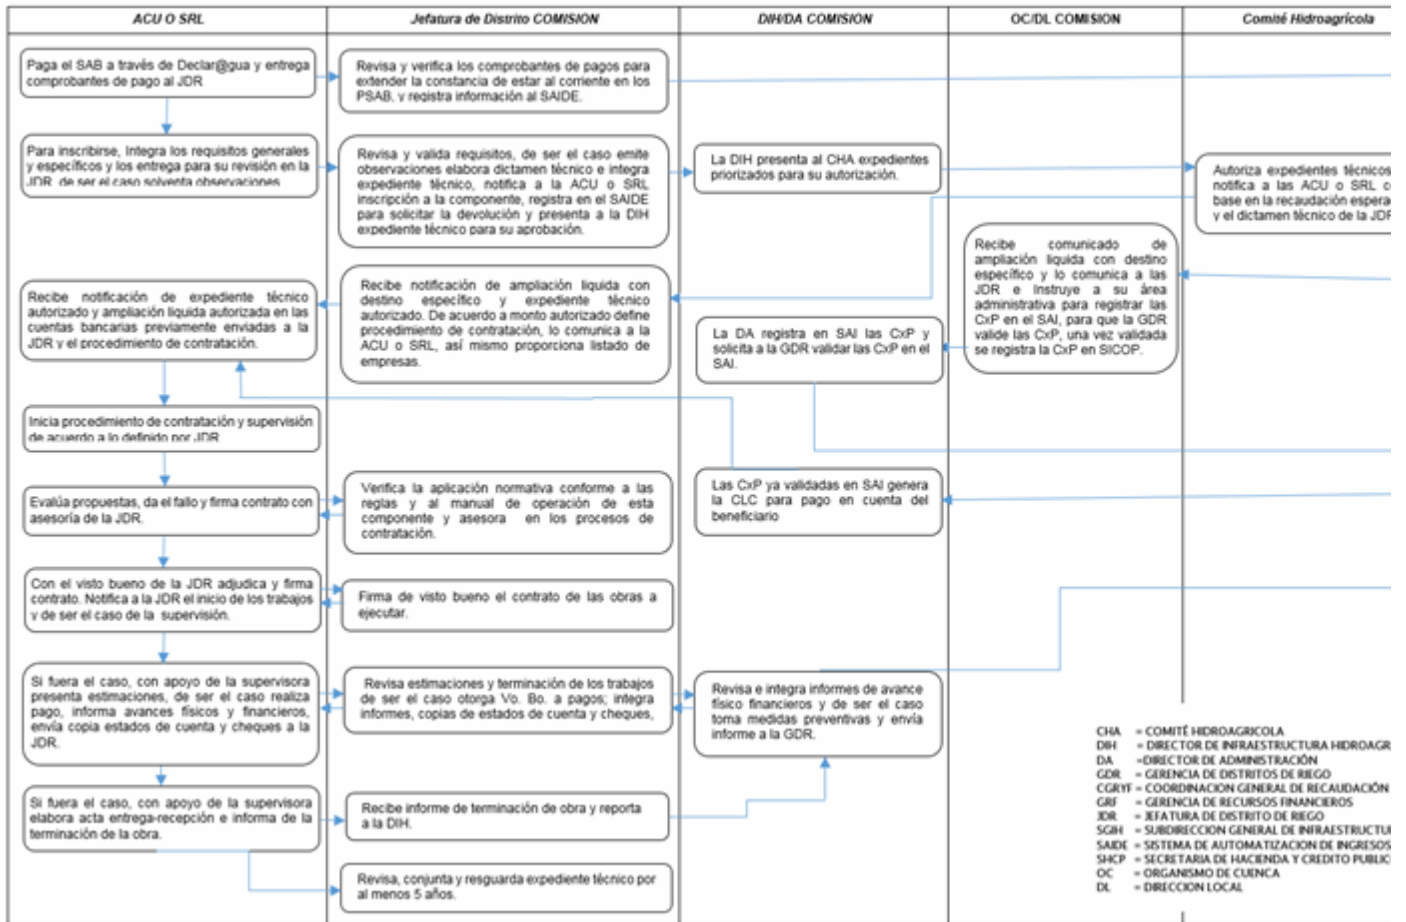 ACU O SRL
Jefatura de Distrito COMISION
DIH/DA COMISION
OC/DL COMISION
Comité Hidroagrícola
Paga el SAB a través de Declar@gua y entrega
comprobantes de pago al JDR
Revisa y verifica los comprobantes de pagos para
extender la constancia de estar al corriente en los
PSAB, y registra información al SAIDE.
Para inscribirse, Integra los requisitos generales
y específicos y los entrega para su revisión en la
JDR, de ser el caso solventa observaciones
Revisa y valida requisitos, de ser el caso emite
observaciones elabora dictamen técnico e integra
expediente técnico, notifica a la ACU o SRL
inscripción a la componente, registra en el SAIDE
para solicitar la devolución y presenta a la DIH
expediente técnico para su aprobación.
La DIH presenta al CHA expedientes
priorizados para su autorización.
Autoriza expedientes técnicos
notifica a las ACU o SRL c
base en la recaudación espera
y el dictamen técnico de la JDR
Recibe comunicado de
ampliación liquida con destino
específico y lo comunica a las
JDR e Instruye a su área
administrativa para registrar las
CxP en el SAI, para que la GDR
valide las CxP, una vez validada
se registra la CxP en SICOP.
Recibe notificación de expediente técnico
autorizado y ampliación liquida autorizada en las
cuentas bancarias previamente enviadas a la
JDR y el procedimiento de contratación.
Recibe notificación de ampliación liquida con
destino específico y expediente técnico
autorizado. De acuerdo a monto autorizado define
procedimiento de contratación, lo comunica a la
ACU o SRL, así mismo proporciona listado de
empresas.
La DA registra en SAI las CxP y
solicita a la GDR validar las CxP en el
SAI.
Inicia procedimiento de contratación y supervisión
de acuerdo a lo definido por JDR
Evalúa propuestas, da el fallo y firma contrato con
asesoría de la JDR.
Verifica la aplicación normativa conforme a las
reglas y al manual de operación de esta
componente y asesora en los procesos de
contratación.
Las CxP ya validadas en SAI genera
la CLC para pago en cuenta del
beneficiario
Con el visto bueno de la JDR adjudica y firma
contrato. Notifica a la JDR el inicio de los trabajos
y de ser el caso de la supervisión.
Firma de visto bueno el contrato de las obras a
ejecutar.
Si fuera el caso, con apoyo de la supervisora
presenta estimaciones, de ser el caso realiza
pago, informa avances físicos y financieros,
envía copia estados de cuenta y cheques a la
JDR.
Revisa estimaciones y terminación de los trabajos
de ser el caso otorga Vo. Bo. a pagos; integra
informes, copias de estados de cuenta y cheques,
Revisa e integra informes de avance
físico financieros y de ser el caso
toma medidas preventivas y envía
informe a la GDR.
Si fuera el caso, con apoyo de la supervisora
elabora acta entrega-recepción e informa de la
terminación de la obra.
Recibe informe de terminación de obra y reporta
a la DIH.
Revisa, conjunta y resguarda expediente técnico por
al menos 5 años.
CHA = COMITÉ HIDROAGRICOLA
DIH = DIRECTOR DE INFRAESTRUCTURA HIDROAGR
DA =DIRECTOR DE ADMINISTRACIÓN
GDR = GERENCIA DE DISTRITOS DE RIEGO
CGRYF = COORDINACION GENERAL DE RECAUDACIÓN
GRF = GERENCIA DE RECURSOS FINANCIEROS
JDR = JEFATURA DE DISTRITO DE RIEGO
SGIH = SUBDIRECCION GENERAL DE INFRAESTRUCTU
SAIDE = SISTEMA DE AUTOMATIZACION DE INGRESOS
SHCP = SECRETARIA DE HACIENDA Y CREDITO PUBLIC
OC = ORGANISMO DE CUENCA
DL = DIRECCION LOCAL